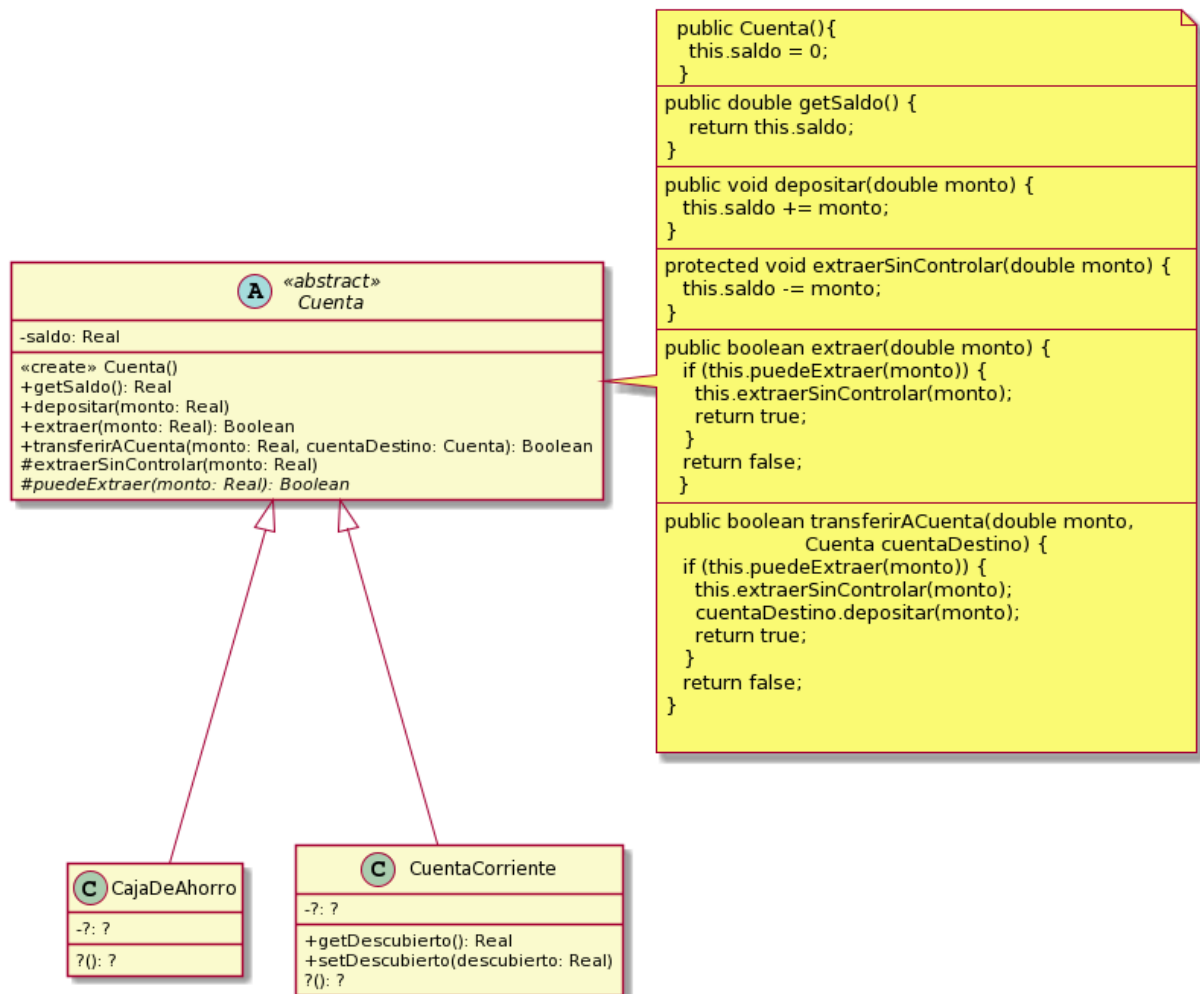 public Cuenta(){
this.saldo = 0;
}
public double getSaldo() {
return this.saldo;
}
public void depositar(double monto) {
this.saldo += monto;
}
protected void extraerSinControlar(double monto) {
this.saldo -= monto;
}
public boolean extraer(double monto) {
if (this.puedeExtraer(monto)) {
this.extraerSinControlar(monto);
return true;
}
return false;
}
public boolean transferirACuenta(double monto,
Cuenta cuentaDestino) {
if (this.puedeExtraer(monto)) {
this.extraerSinControlar(monto);
cuentaDestino.depositar(monto);
return true;
}
return false;
}
A «abstract»
Cuenta
-saldo: Real
«create» Cuenta()
+getSaldo(): Real
+depositar(monto: Real)
+extraer(monto: Real): Boolean
+transferirACuenta(monto: Real, cuentaDestino: Cuenta): Boolean
#extraerSinControlar(monto: Real)
#puedeExtraer(monto: Real): Boolean
C CajaDeAhorro
-?: ?
?(): ?
C CuentaCorriente
-?: ?
+getDescubierto(): Real
+setDescubierto(descubierto: Real)
?(): ?